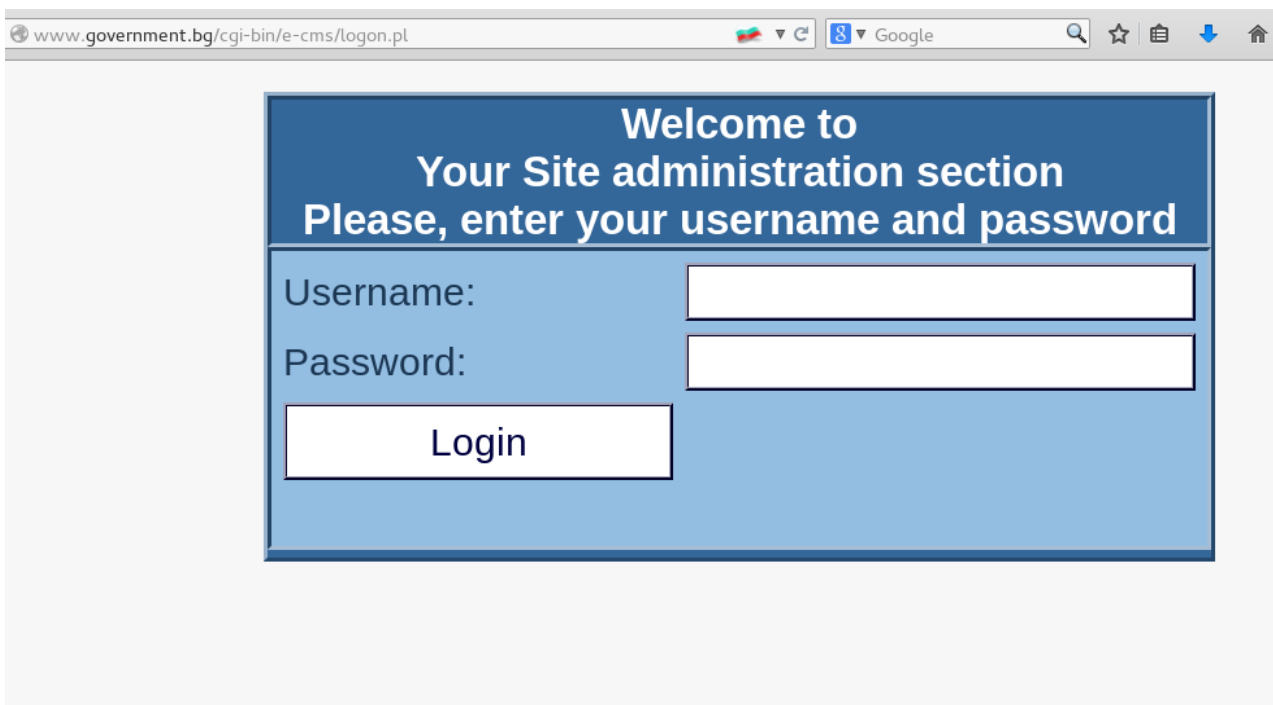 www.government.bg/cgi-bin/e-cms/logon.pl
8 Google
Welcome to
Your Site administration section
Please, enter your username and password
Username:
Password:
Login